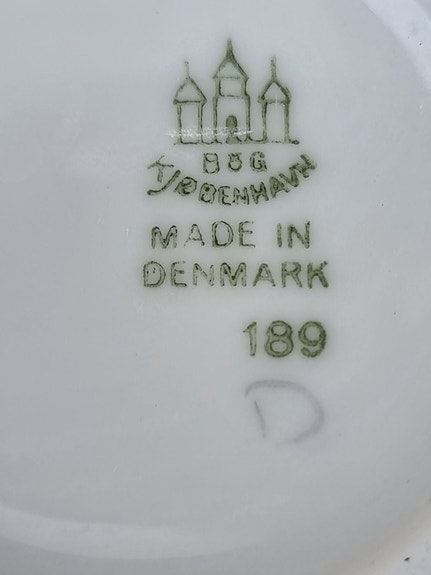 B&G
KJØBENHAVN
MADE IN
DENMARK
189
D